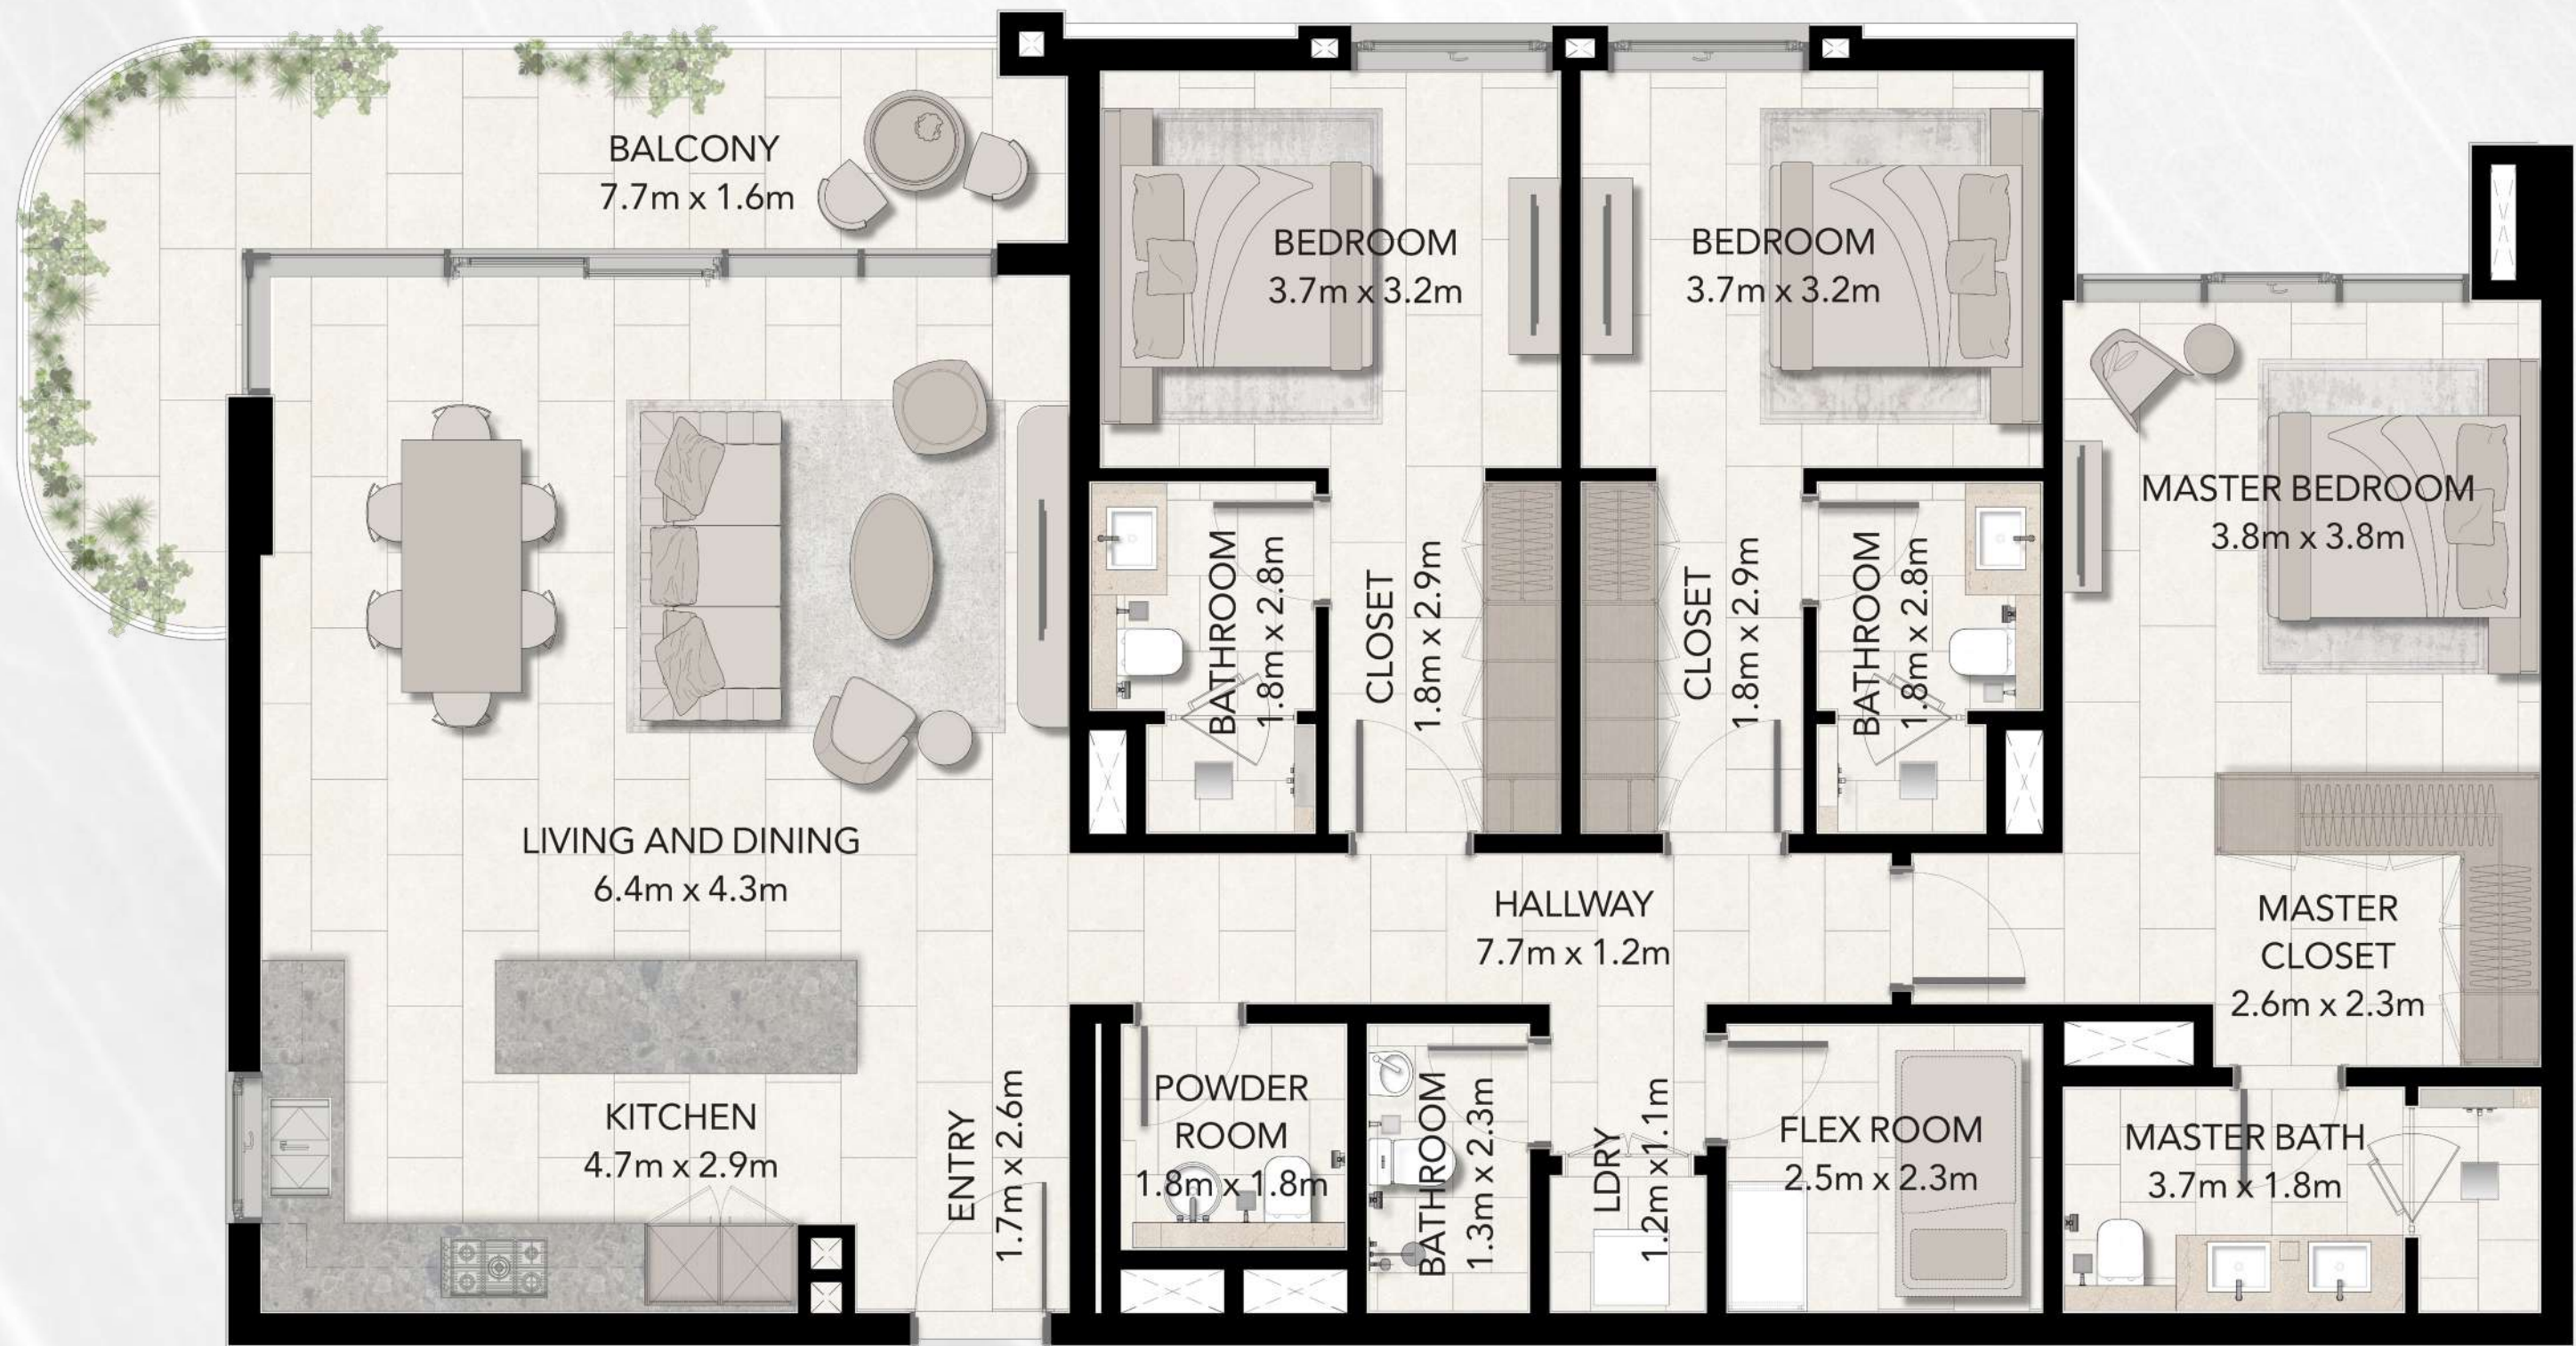 BALCONY
7.7m x 1.6m
BEDROOM
3.7m x 3.2m
BEDROOM
3.7m x 3.2m
MASTER BEDROOM
3.8m x 3.8m
BATHROOM
1.8m x 2.8m
CLOSET
1.8m x 2.9m
CLOSET
1.8m x 2.9m
BATHROOM
1.8m x 2.8m
LIVING AND DINING
6.4m x 4.3m
HALLWAY
7.7m x 1.2m
MASTER
CLOSET
2.6m x 2.3m
KITCHEN
4.7m x 2.9m
ENTRY
1.7m x 2.6m
POWDER
ROOM
1.8m x 1.8m
BATHROOM
1.3m x 2.3m
LDRY
1.2m x 1.1m
FLEX ROOM
2.5m x 2.3m
MASTER BATH
3.7m x 1.8m